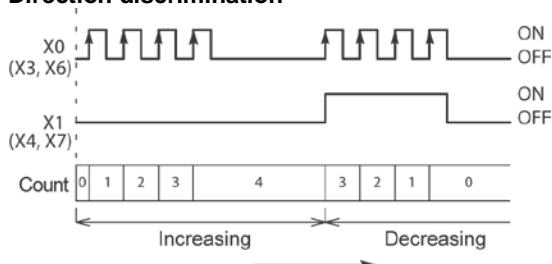 Direction discrimination
X0 ON
(X3, X6) OFF
X1 ON
(X4, X7) OFF
Count 0 1 2 3 4 3 2 1 0
Increasing Decreasing